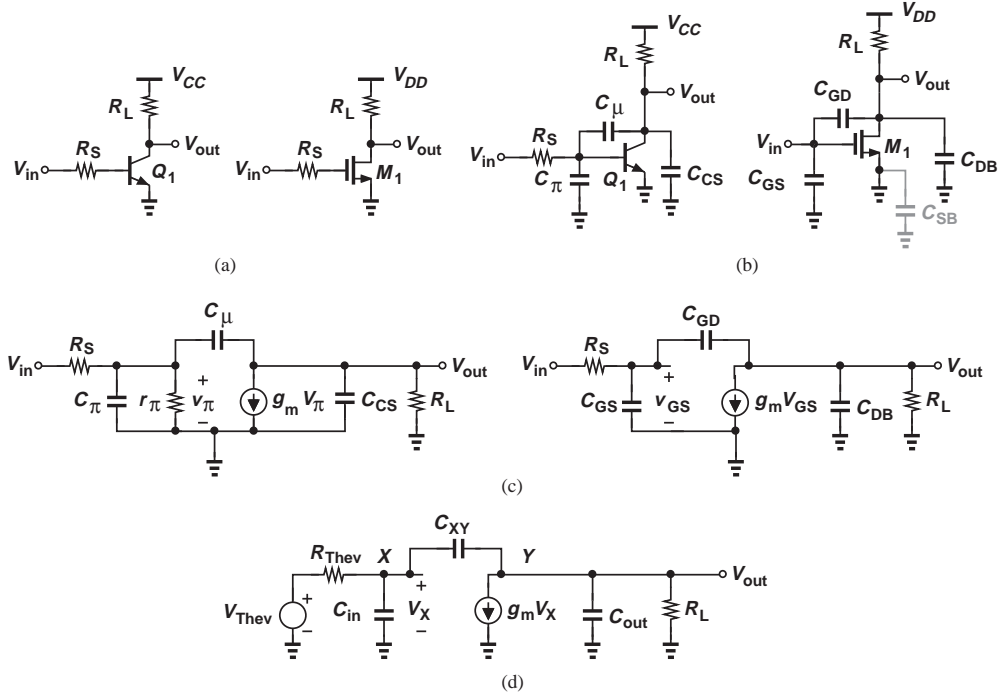 V_CC
R_L
V_out
R_S
V_in
Q_1
V_DD
R_L
V_out
R_S
V_in
M_1
(a)
V_CC
R_L
V_out
C_μ
R_S
V_in
C_π
Q_1
C_CS
V_DD
R_L
V_out
C_GD
V_in
M_1
C_GS
C_DB
C_SB
(b)
C_μ
R_S
V_in
V_out
C_π
r_π
+
v_π
−
g_m V_π
C_CS
R_L
C_GD
R_S
V_in
V_out
C_GS
+
v_GS
−
g_m V_GS
C_DB
R_L
(c)
C_XY
R_Thev
X
Y
V_out
V_Thev
+
−
C_in
+
V_X
−
g_m V_X
C_out
R_L
(d)